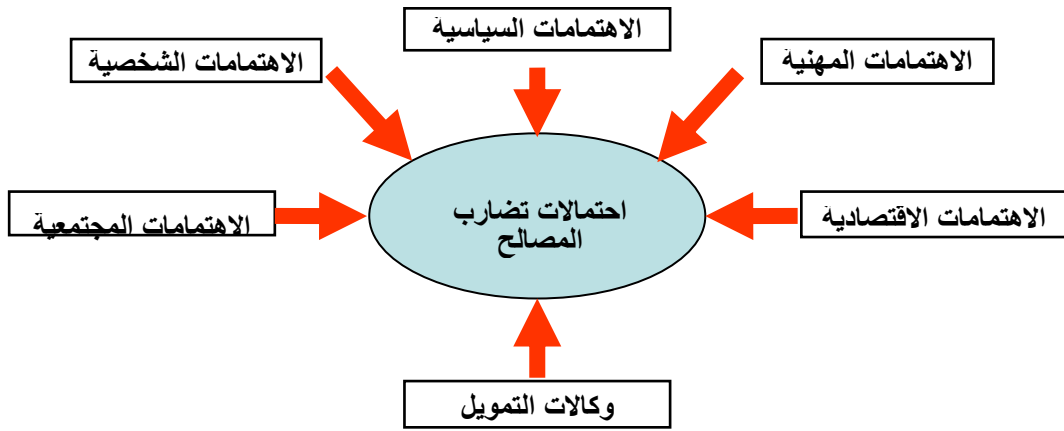 الاهتمامات السياسية
الاهتمامات المهنية
الاهتمامات الشخصية
الاهتمامات الاقتصادية
احتمالات تضارب
المصالح
الاهتمامات المجتمعية
وكالات التمويل